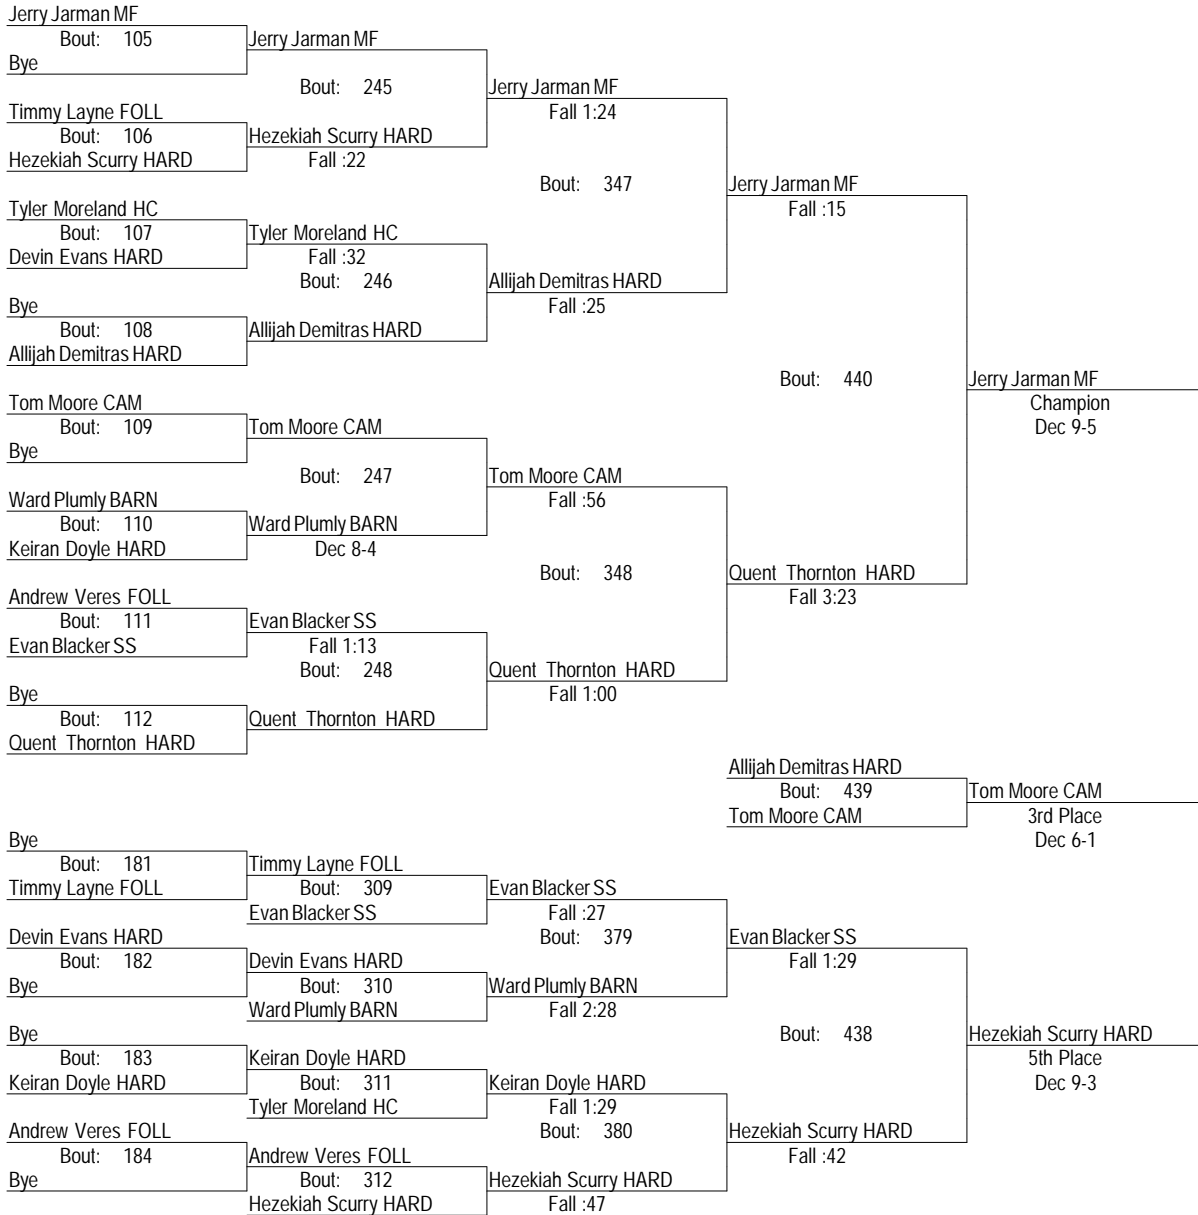 Jerry Jarman MF
Bout: 105
Jerry Jarman MF
Bye
Bout: 245
Jerry Jarman MF
Timmy Layne FOLL
Fall 1:24
Bout: 106
Hezekiah Scurry HARD
Hezekiah Scurry HARD
Fall :22
Bout: 347
Jerry Jarman MF
Tyler Moreland HC
Fall :15
Bout: 107
Tyler Moreland HC
Devin Evans HARD
Fall :32
Bout: 246
Allijah Demitras HARD
Bye
Fall :25
Bout: 108
Allijah Demitras HARD
Allijah Demitras HARD
Bout: 440
Jerry Jarman MF
Tom Moore CAM
Champion
Bout: 109
Tom Moore CAM
Dec 9-5
Bye
Bout: 247
Tom Moore CAM
Ward Plumly BARN
Fall :56
Bout: 110
Ward Plumly BARN
Keiran Doyle HARD
Dec 8-4
Bout: 348
Quent Thornton HARD
Andrew Veres FOLL
Fall 3:23
Bout: 111
Evan Blacker SS
Evan Blacker SS
Fall 1:13
Bout: 248
Quent Thornton HARD
Bye
Fall 1:00
Bout: 112
Quent Thornton HARD
Quent Thornton HARD
Allijah Demitras HARD
Bout: 439
Tom Moore CAM
Tom Moore CAM
3rd Place
Bye
Dec 6-1
Bout: 181
Timmy Layne FOLL
Timmy Layne FOLL
Bout: 309
Evan Blacker SS
Evan Blacker SS
Fall :27
Devin Evans HARD
Bout: 379
Evan Blacker SS
Bout: 182
Devin Evans HARD
Fall 1:29
Bye
Bout: 310
Ward Plumly BARN
Ward Plumly BARN
Fall 2:28
Bye
Bout: 438
Hezekiah Scurry HARD
Bout: 183
Keiran Doyle HARD
5th Place
Keiran Doyle HARD
Bout: 311
Keiran Doyle HARD
Dec 9-3
Tyler Moreland HC
Fall 1:29
Andrew Veres FOLL
Bout: 380
Hezekiah Scurry HARD
Bout: 184
Andrew Veres FOLL
Fall :42
Bye
Bout: 312
Hezekiah Scurry HARD
Hezekiah Scurry HARD
Fall :47